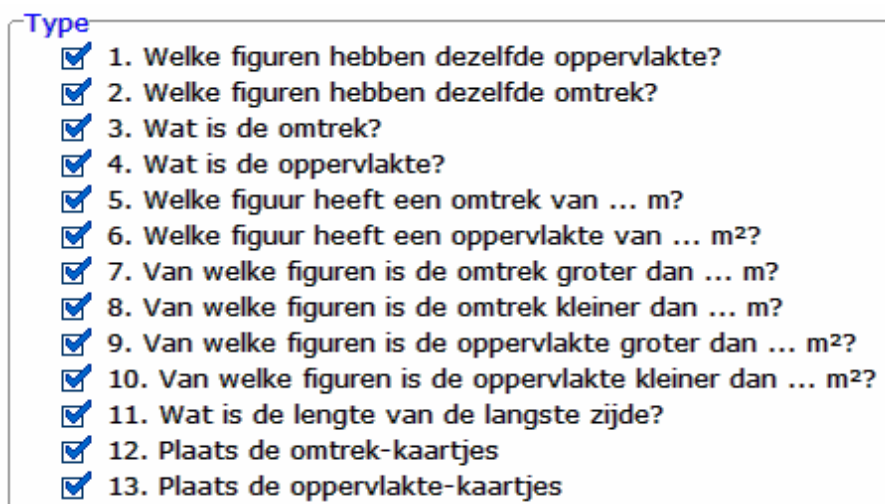 Type
1. Welke figuren hebben dezelfde oppervlakte?
2. Welke figuren hebben dezelfde omtrek?
3. Wat is de omtrek?
4. Wat is de oppervlakte?
5. Welke figuur heeft een omtrek van ... m?
6. Welke figuur heeft een oppervlakte van ... m²?
7. Van welke figuren is de omtrek groter dan ... m?
8. Van welke figuren is de omtrek kleiner dan ... m?
9. Van welke figuren is de oppervlakte groter dan ... m²?
10. Van welke figuren is de oppervlakte kleiner dan ... m²?
11. Wat is de lengte van de langste zijde?
12. Plaats de omtrek-kaartjes
13. Plaats de oppervlakte-kaartjes